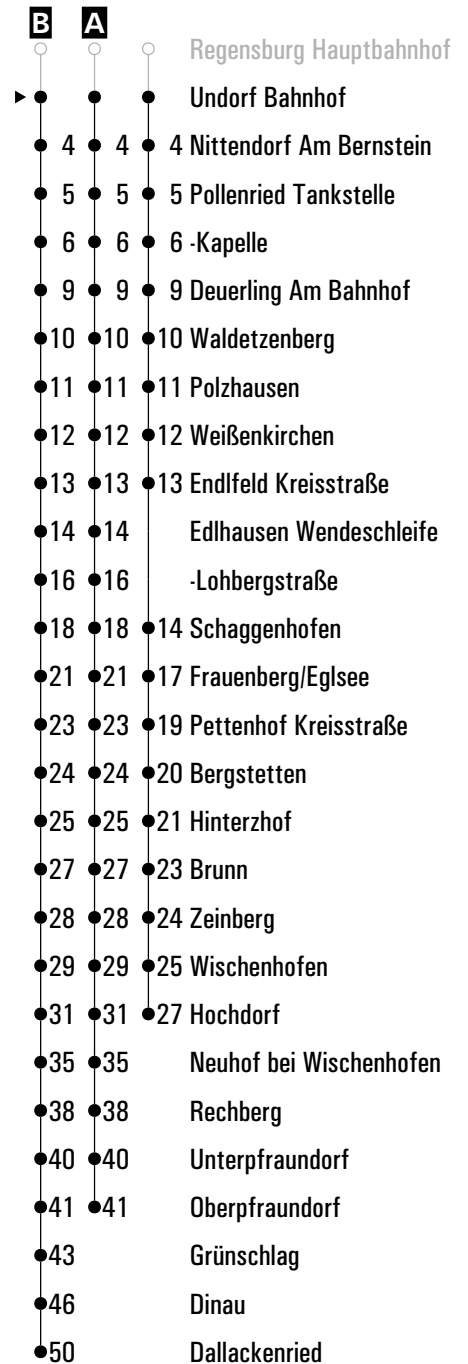 B A
Regensburg Hauptbahnhof
Undorf Bahnhof
4 4 4 Nittendorf Am Bernstein
5 5 5 Pollenried Tankstelle
6 6 6 -Kapelle
9 9 9 Deuerling Am Bahnhof
10 10 10 Waldetzenberg
11 11 11 Polzhausen
12 12 12 Weißenkirchen
13 13 13 Endlfeld Kreisstraße
14 14 Edlhausen Wendeschleife
16 16 -Lohbergstraße
18 18 14 Schaggenhofen
21 21 17 Frauenberg/Eglsee
23 23 19 Pettenhof Kreisstraße
24 24 20 Bergstetten
25 25 21 Hinterzhof
27 27 23 Brunn
28 28 24 Zeinberg
29 29 25 Wischenhofen
31 31 27 Hochdorf
35 35 Neuhof bei Wischenhofen
38 38 Rechberg
40 40 Unterpfraundorf
41 41 Oberpfraundorf
43 Grünschlag
46 Dinau
50 Dallackenried